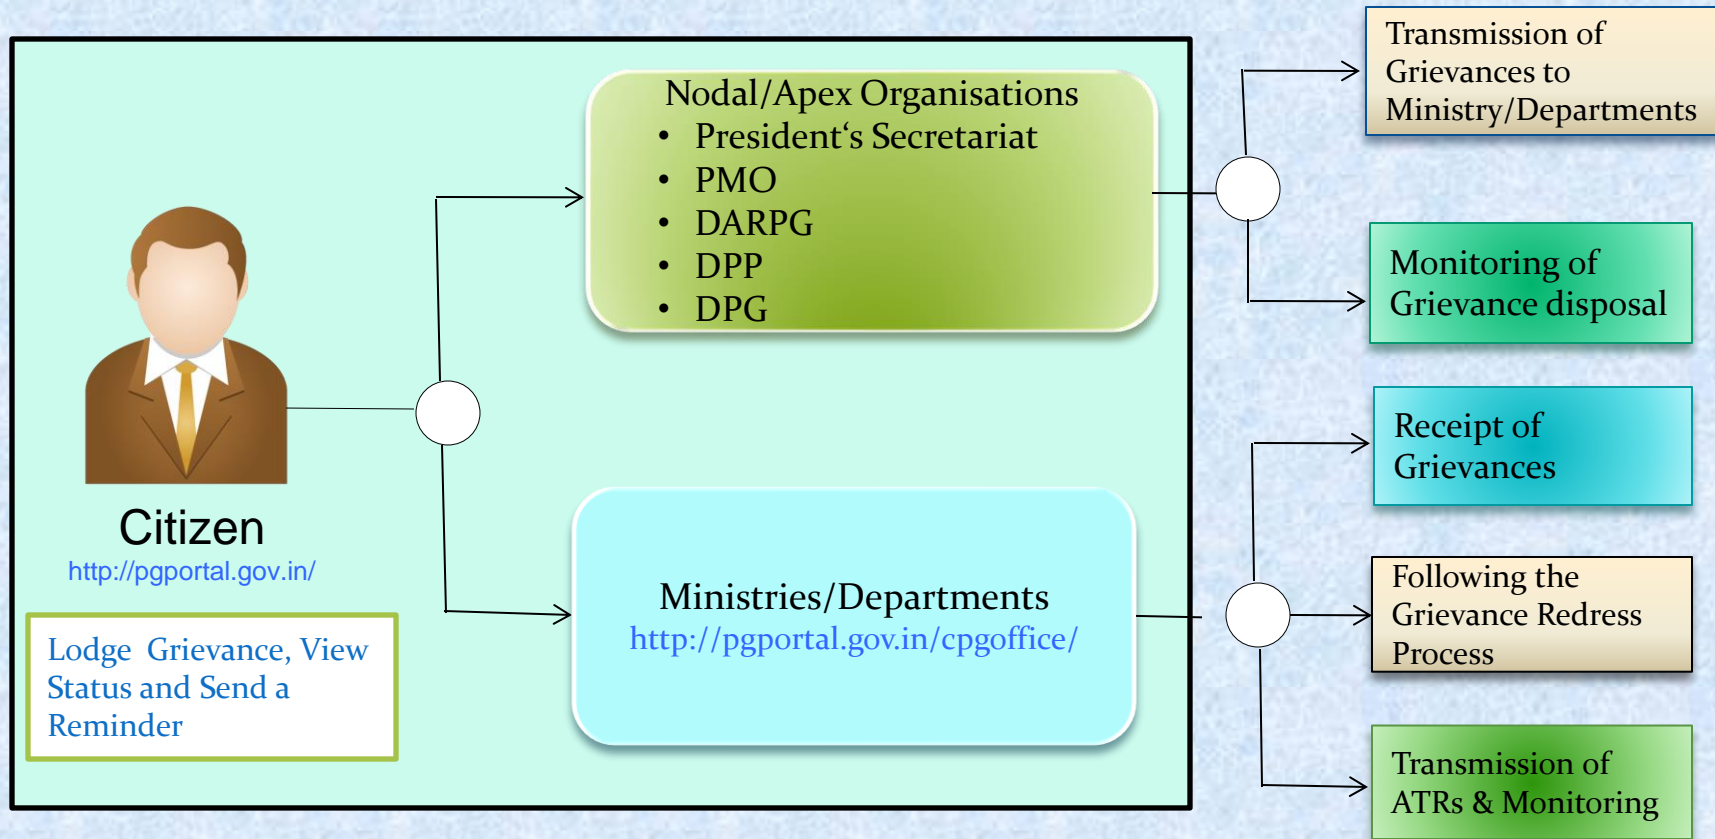 Citizen
http://pgportal.gov.in/
Lodge  Grievance, View
Status and Send a
Reminder
Nodal/Apex Organisations
• President‘s Secretariat
• PMO
• DARPG
• DPP
• DPG
Ministries/Departments
http://pgportal.gov.in/cpgoffice/
Transmission of
Grievances to
Ministry/Departments
Monitoring of
Grievance disposal
Receipt of
Grievances
Following the
Grievance Redress
Process
Transmission of
ATRs & Monitoring